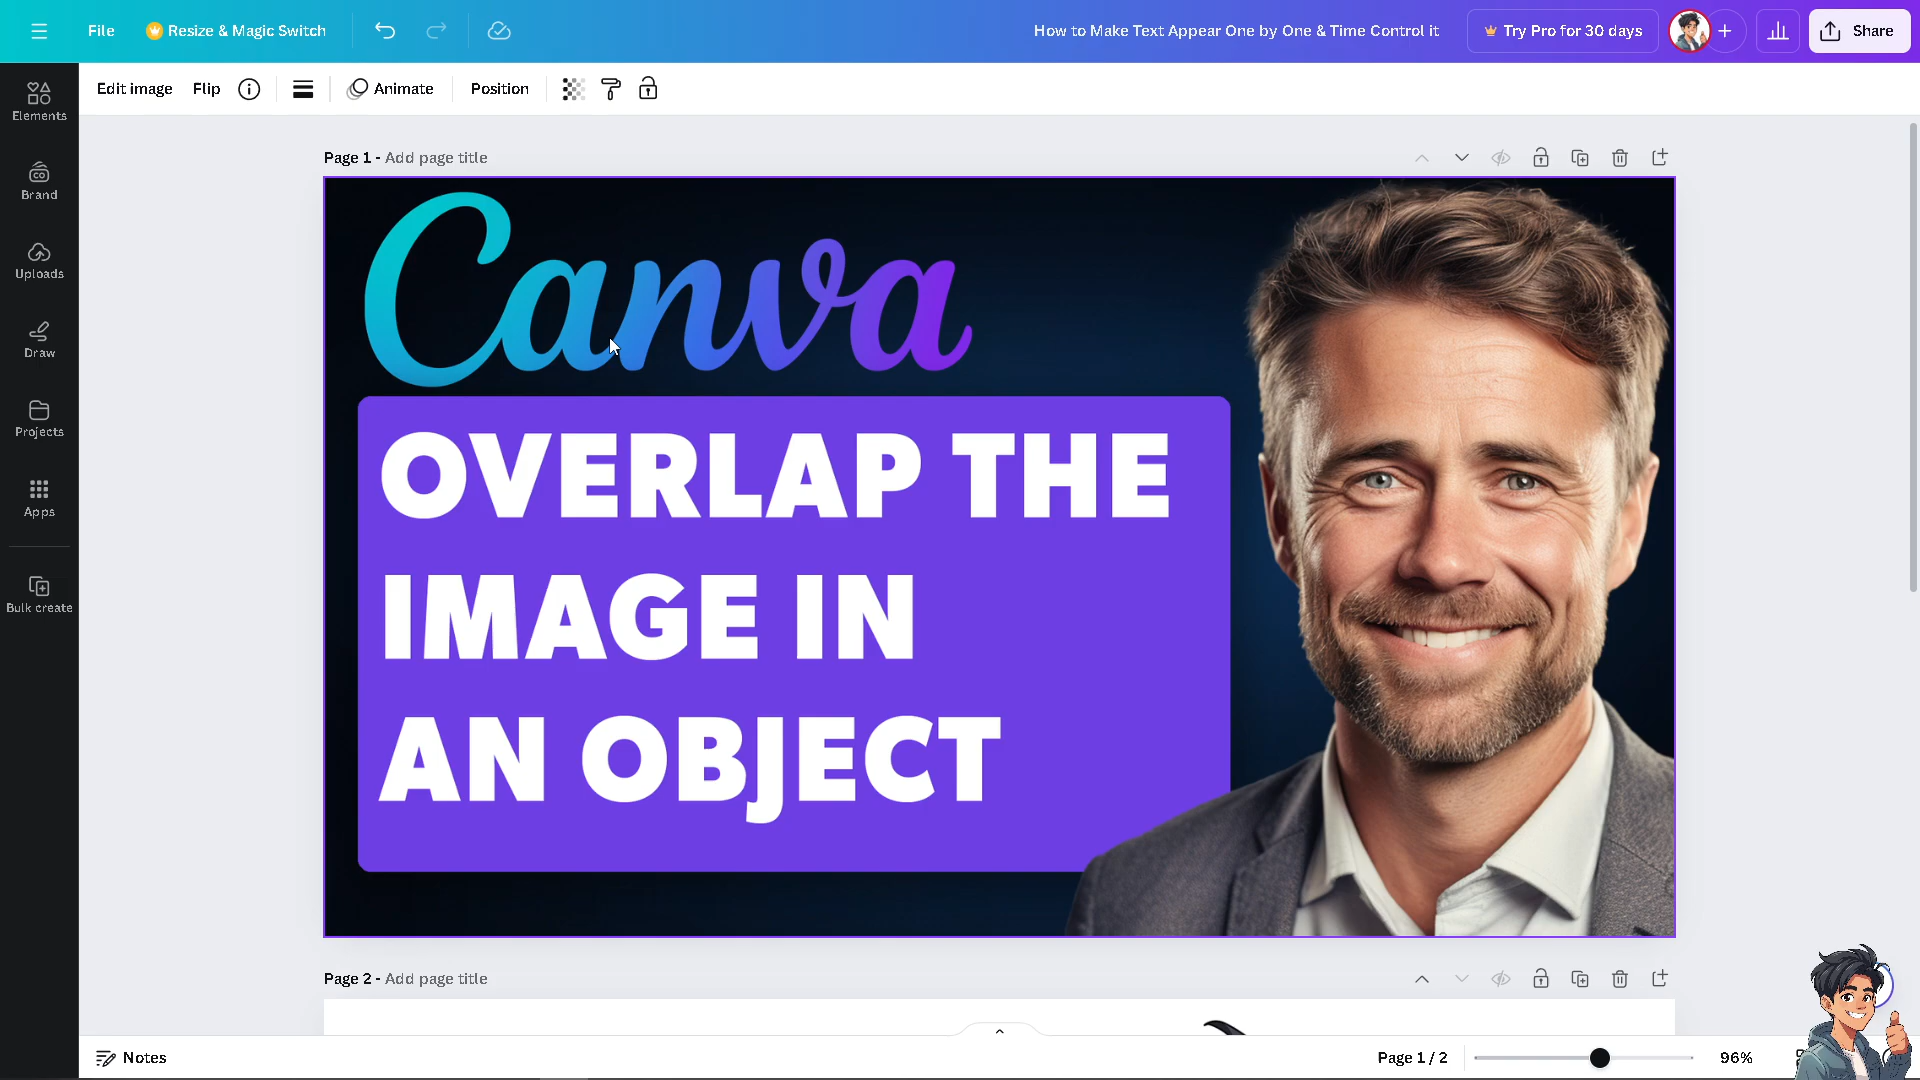 File
Resize & Magic Switch
How to Make Text Appear One by One & Time Control it
Try Pro for 30 days
Share
Edit image
Flip
Animate
Position
Elements
Brand
Uploads
Draw
Projects
Apps
Bulk create
Page 1 - Add page title
Canva
OVERLAP THE
IMAGE IN
AN OBJECT
Page 2 - Add page title
Notes
Page 1 / 2
96%